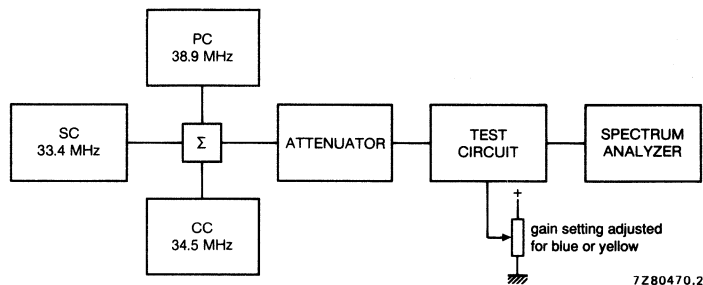 PC
38.9 MHz
SC
33.4 MHz
Σ
ATTENUATOR
TEST
CIRCUIT
SPECTRUM
ANALYZER
CC
34.5 MHz
+
gain setting adjusted
for blue or yellow
7Z80470.2